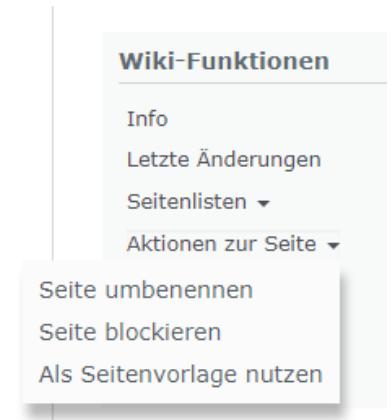 Wiki-Funktionen
Info
Letzte Änderungen
Seitenlisten
Aktionen zur Seite
Seite umbenennen
Seite blockieren
Als Seitenvorlage nutzen